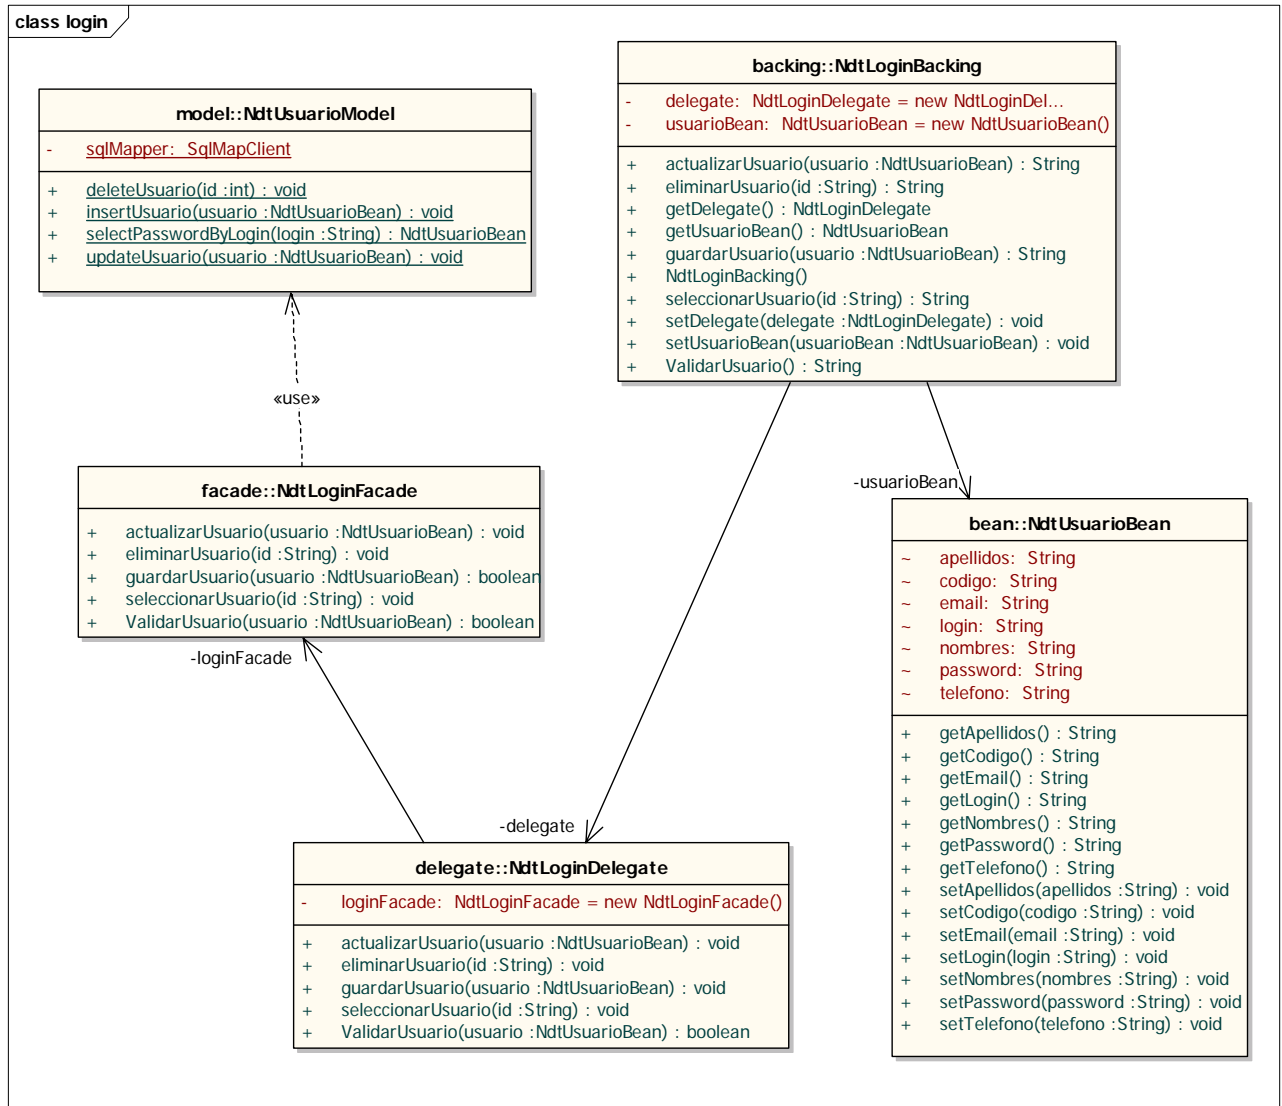 class login
model::NdtUsuarioModel
- sqlMapper: SqlMapClient
+ deleteUsuario(id :int) : void
+ insertUsuario(usuario :NdtUsuarioBean) : void
+ selectPasswordByLogin(login :String) : NdtUsuarioBean
+ updateUsuario(usuario :NdtUsuarioBean) : void
backing::NdtLoginBacking
- delegate: NdtLoginDelegate = new NdtLoginDel...
- usuarioBean: NdtUsuarioBean = new NdtUsuarioBean()
+ actualizarUsuario(usuario :NdtUsuarioBean) : String
+ eliminarUsuario(id :String) : String
+ getDelegate() : NdtLoginDelegate
+ getUsuarioBean() : NdtUsuarioBean
+ guardarUsuario(usuario :NdtUsuarioBean) : String
+ NdtLoginBacking()
+ seleccionarUsuario(id :String) : String
+ setDelegate(delegate :NdtLoginDelegate) : void
+ setUsuarioBean(usuarioBean :NdtUsuarioBean) : void
+ ValidarUsuario() : String
«use»
facade::NdtLoginFacade
+ actualizarUsuario(usuario :NdtUsuarioBean) : void
+ eliminarUsuario(id :String) : void
+ guardarUsuario(usuario :NdtUsuarioBean) : boolean
+ seleccionarUsuario(id :String) : void
+ ValidarUsuario(usuario :NdtUsuarioBean) : boolean
-loginFacade
-usuarioBean
bean::NdtUsuarioBean
~ apellidos: String
~ codigo: String
~ email: String
~ login: String
~ nombres: String
~ password: String
~ telefono: String
+ getApellidos() : String
+ getCodigo() : String
+ getEmail() : String
+ getLogin() : String
+ getNombres() : String
+ getPassword() : String
+ getTelefono() : String
+ setApellidos(apellidos :String) : void
+ setCodigo(codigo :String) : void
+ setEmail(email :String) : void
+ setLogin(login :String) : void
+ setNombres(nombres :String) : void
+ setPassword(password :String) : void
+ setTelefono(telefono :String) : void
-delegate
delegate::NdtLoginDelegate
- loginFacade: NdtLoginFacade = new NdtLoginFacade()
+ actualizarUsuario(usuario :NdtUsuarioBean) : void
+ eliminarUsuario(id :String) : void
+ guardarUsuario(usuario :NdtUsuarioBean) : void
+ seleccionarUsuario(id :String) : void
+ ValidarUsuario(usuario :NdtUsuarioBean) : boolean